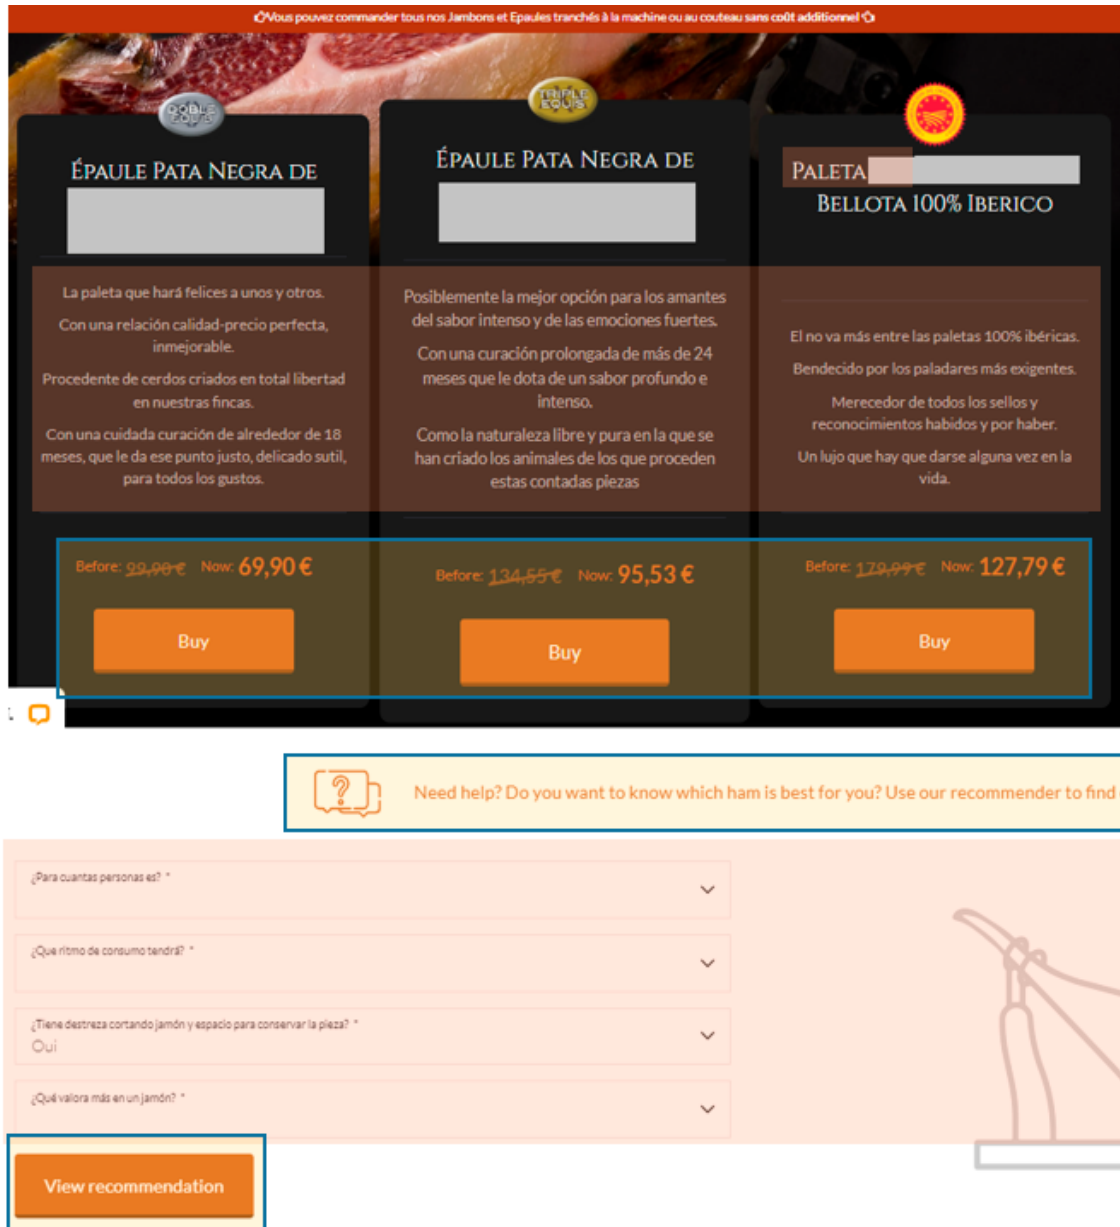 Vous pouvez commander tous nos Jambons et Epaules tranchés à la machine ou au couteau sans coût additionnel
DOBLE
EQUIS
ÉPAULE PATA NEGRA DE
La paleta que hará felices a unos y otros.
Con una relación calidad-precio perfecta,
inmejorable.
Procedente de cerdos criados en total libertad
en nuestras fincas.
Con una cuidada curación de alrededor de 18
meses, que le da ese punto justo, delicado sutil,
para todos los gustos.
Before: 99,90 € Now: 69,90 €
Buy
TRIPLE
EQUIS
ÉPAULE PATA NEGRA DE
Posiblemente la mejor opción para los amantes
del sabor intenso y de las emociones fuertes.
Con una curación prolongada de más de 24
meses que le dota de un sabor profundo e
intenso.
Como la naturaleza libre y pura en la que se
han criado los animales de los que proceden
estas contadas piezas
Before: 134,55 € Now: 95,53 €
Buy
PALETA
BELLOTA 100% IBERICO
El no va más entre las paletas 100% ibéricas.
Bendecido por los paladares más exigentes.
Merecedor de todos los sellos y
reconocimientos habidos y por haber.
Un lujo que hay que darse alguna vez en la
vida.
Before: 179,99 € Now: 127,79 €
Buy
Need help? Do you want to know which ham is best for you? Use our recommender to find
¿Para cuantas personas es? *
¿Que ritmo de consumo tendrá? *
¿Tiene destreza cortando jamón y espacio para conservar la pieza? *
Oui
¿Qué valora más en un jamón? *
View recommendation